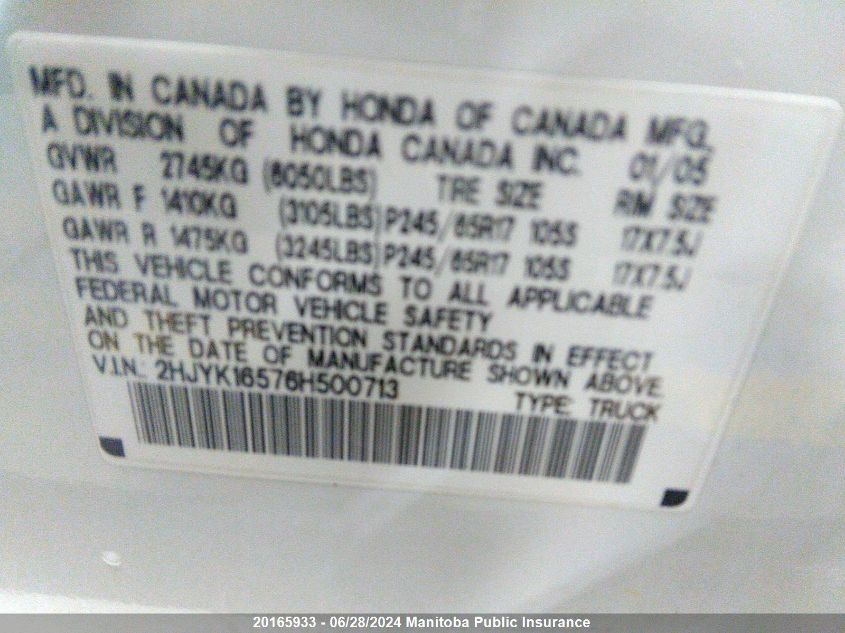 MFD. IN CANADA BY HONDA OF CANADA MFG.
A DIVISION OF HONDA CANADA INC. 01/05
GVWR 2745KG (6050LBS) TIRE SIZE RIM SIZE
GAWR F 1410KG (3105LBS) P245/65R17 105S 17X7.5J
GAWR R 1475KG (3245LBS) P245/65R17 105S 17X7.5J
THIS VEHICLE CONFORMS TO ALL APPLICABLE
FEDERAL MOTOR VEHICLE SAFETY
AND THEFT PREVENTION STANDARDS IN EFFECT
ON THE DATE OF MANUFACTURE SHOWN ABOVE.
V.I.N.: 2HJYK16576H500713 TYPE: TRUCK
20165933 - 06/28/2024 Manitoba Public Insurance